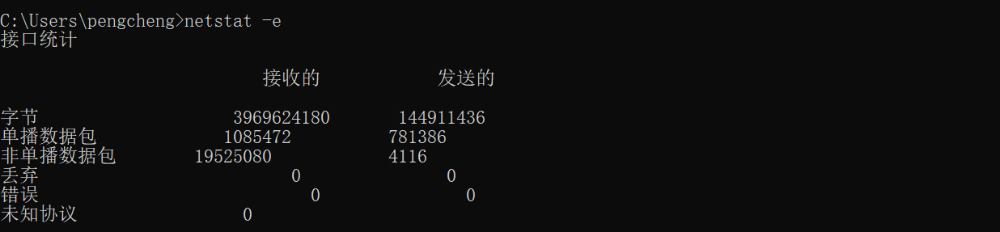 C:\Users\pengcheng>netstat -e
接口统计
接收的 发送的
字节 3969624180 144911436
单播数据包 1085472 781386
非单播数据包 19525080 4116
丢弃 0 0
错误 0 0
未知协议 0